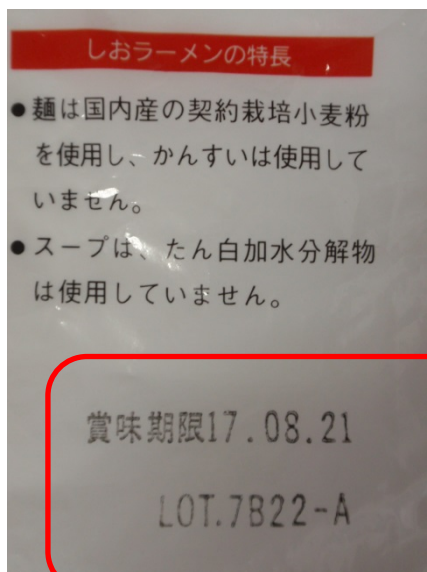 しおラーメンの特長
●麺は国内産の契約栽培小麦粉
を使用し、かんすいは使用して
いません。
●スープは、たん白加水分解物
は使用していません。
賞味期限17.08.21
LOT.7B22-A